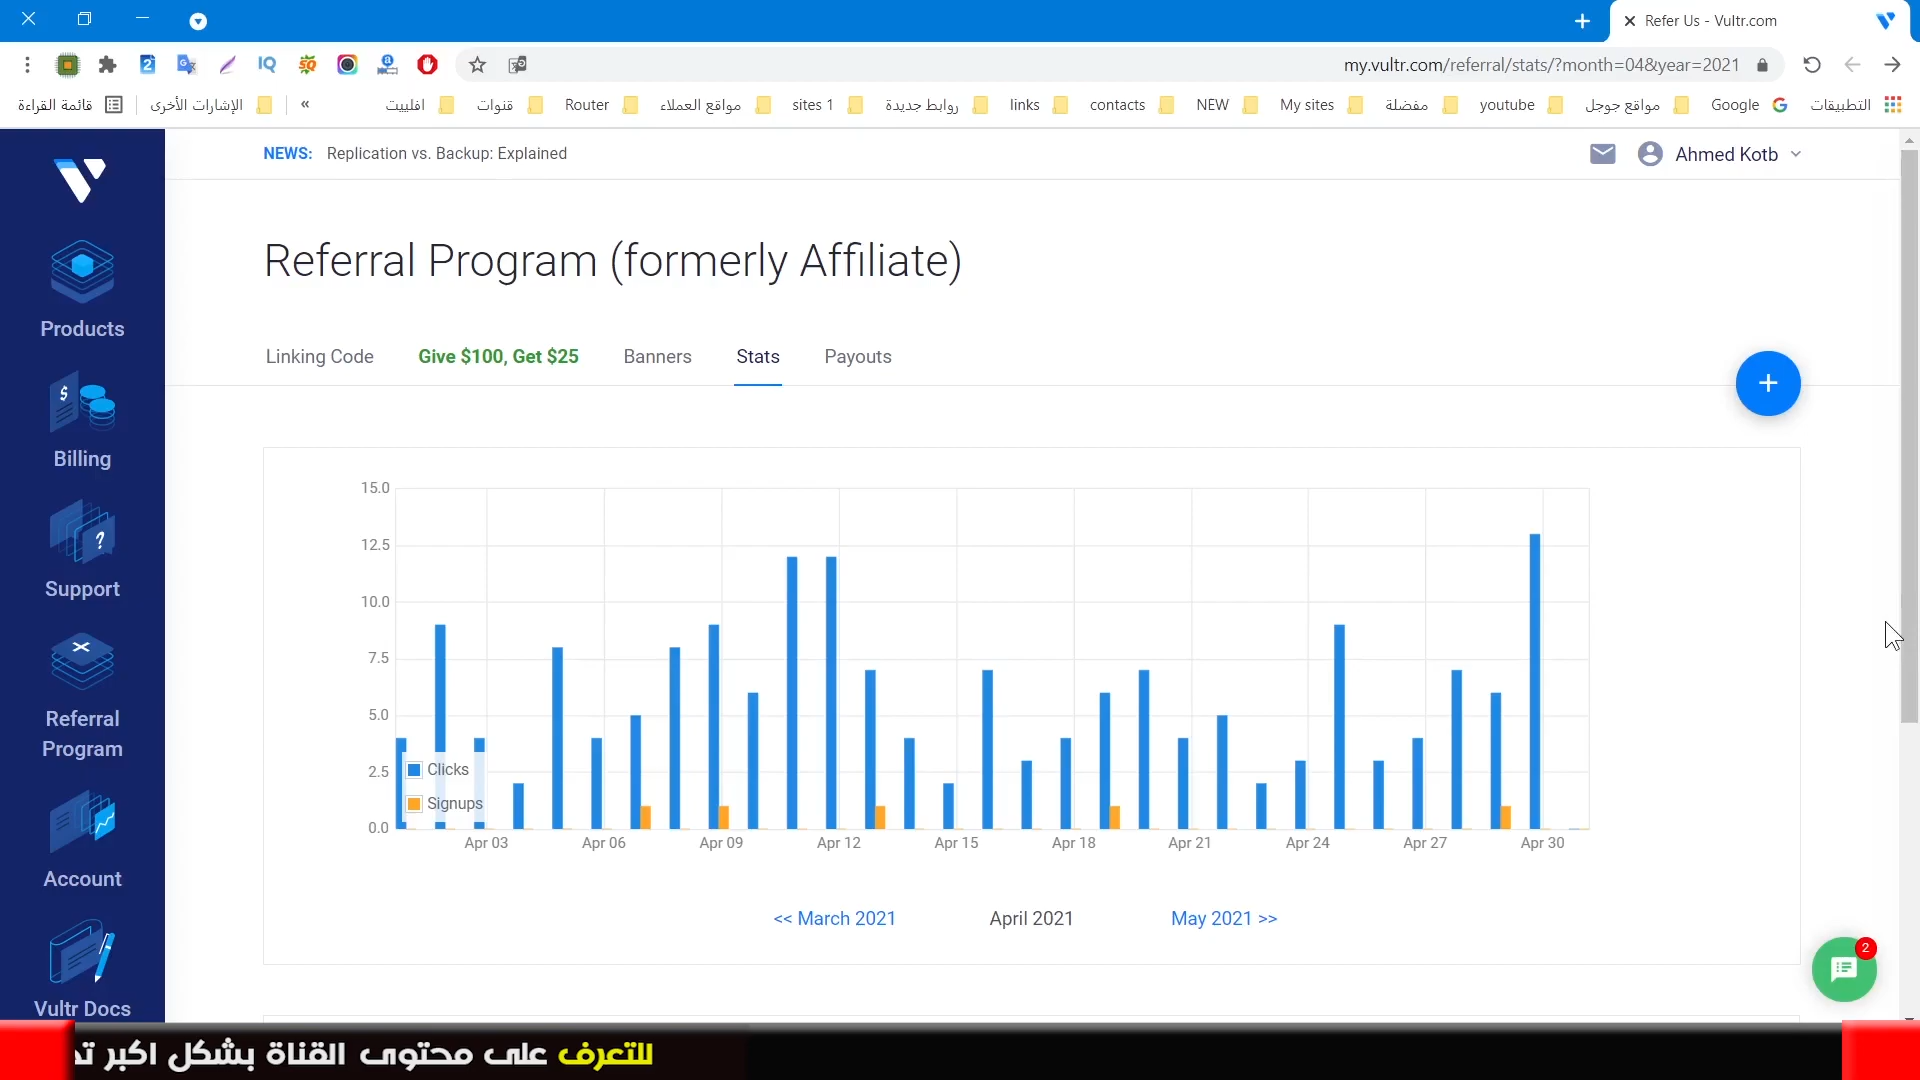 Refer Us - Vultr.com
my.vultr.com/referral/stats/?month=04&year=2021
قائمة القراءة
الإشارات الأخرى
»
افلييت
قنوات
Router
مواقع العملاء
sites 1
روابط جديدة
links
contacts
NEW
My sites
مفضلة
youtube
مواقع جوجل
Google
التطبيقات
NEWS: Replication vs. Backup: Explained
Ahmed Kotb
Referral Program (formerly Affiliate)
Linking Code
Give $100, Get $25
Banners
Stats
Payouts
Products
Billing
Support
Referral
Program
Account
Vultr Docs
15.0
12.5
10.0
7.5
5.0
2.5
0.0
Clicks
Signups
Apr 03
Apr 06
Apr 09
Apr 12
Apr 15
Apr 18
Apr 21
Apr 24
Apr 27
Apr 30
<< March 2021
April 2021
May 2021 >>
2
للتعرف على محتوى القناة بشكل اكبر